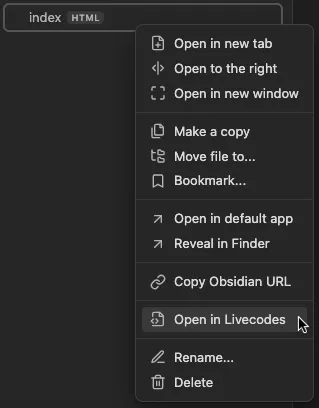 index HTML
Open in new tab
Open to the right
Open in new window
Make a copy
Move file to...
Bookmark...
Open in default app
Reveal in Finder
Copy Obsidian URL
Open in Livecodes
Rename...
Delete